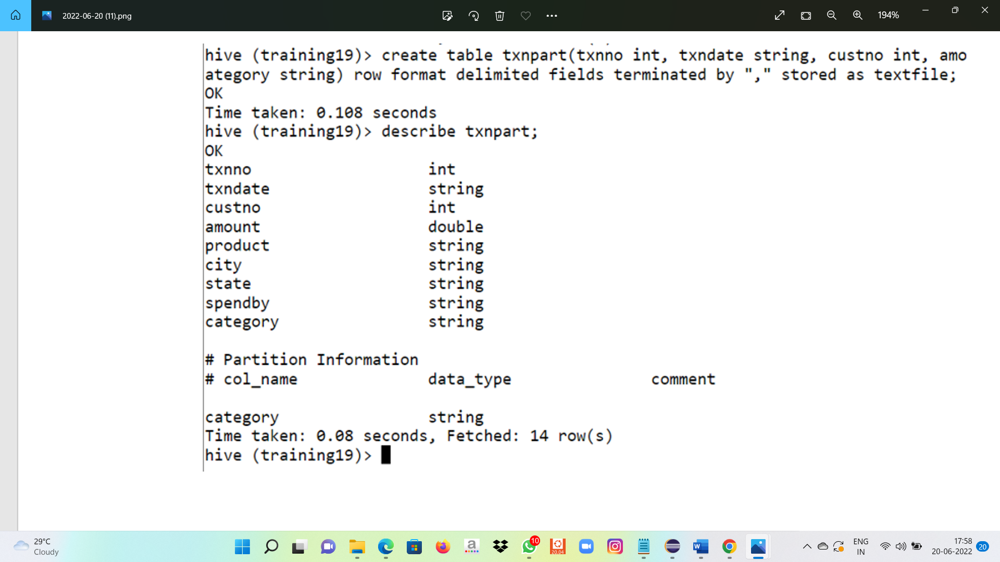 2022-06-20 (11).png
194%
hive (training19)> create table txnpart(txnno int, txndate string, custno int, amo
ategory string) row format delimited fields terminated by "," stored as textfile;
OK
Time taken: 0.108 seconds
hive (training19)> describe txnpart;
OK
txnno int
txndate string
custno int
amount double
product string
city string
state string
spendby string
category string
# Partition Information
# col_name data_type comment
category string
Time taken: 0.08 seconds, Fetched: 14 row(s)
hive (training19)>
29°C
Cloudy
a
10
20.04
W
ENG
IN
17:58
20-06-2022
20